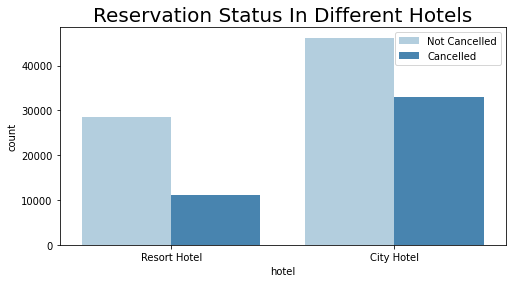 Reservation Status In Different Hotels
Not Cancelled
Cancelled
count
40000
30000
20000
10000
0
Resort Hotel
City Hotel
hotel